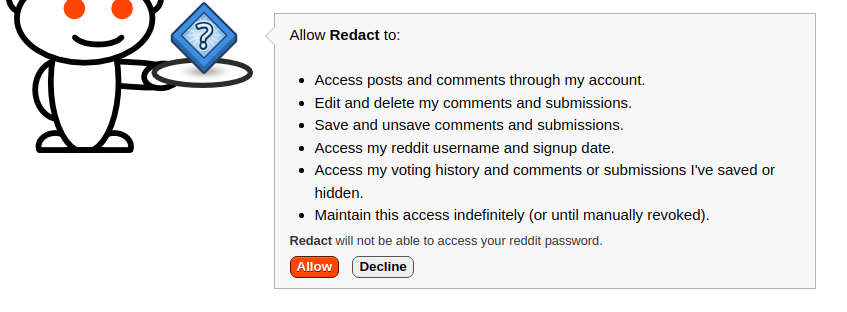 Allow Redact to:
Access posts and comments through my account.
Edit and delete my comments and submissions.
Save and unsave comments and submissions.
Access my reddit username and signup date.
Access my voting history and comments or submissions I've saved or
hidden.
Maintain this access indefinitely (or until manually revoked).
Redact will not be able to access your reddit password.
Allow Decline
?